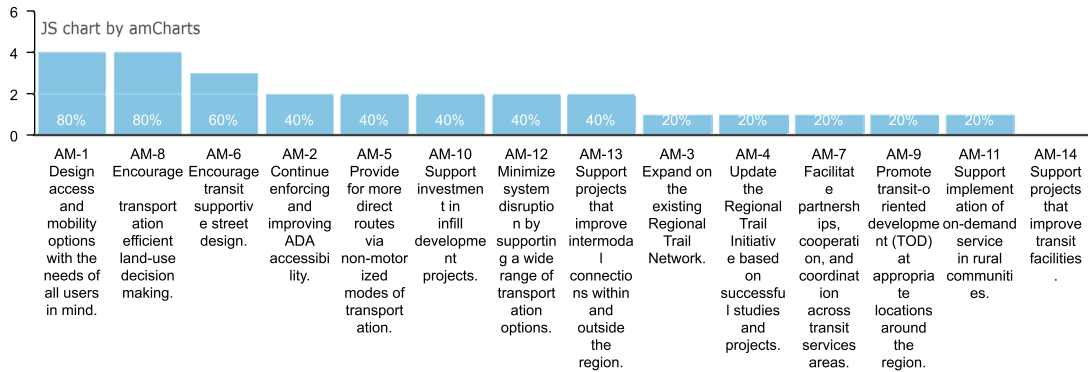 6
JS chart by amCharts
4
2
0
80%
80%
60%
40%
40%
40%
40%
40%
20%
20%
20%
20%
20%
AM-1
Design
access
and
mobility
options
with the
needs of
all users
in mind.
AM-8
Encourage
transport
ation
efficient
land-use
decision
making.
AM-6
Encourage
transit
supportiv
e street
design.
AM-2
Continue
enforcing
and
improving
ADA
accessibi
lity.
AM-5
Provide
for more
direct
routes
via
non-motor
ized
modes of
transport
ation.
AM-10
Support
investmen
t in
infill
developme
nt
projects.
AM-12
Minimize
system
disruptio
n by
supportin
g a wide
range of
transport
ation
options.
AM-13
Support
projects
that
improve
intermoda
l
connectio
ns within
and
outside
the
region.
AM-3
Expand on
the
existing
Regional
Trail
Network.
AM-4
Update
the
Regional
Trail
Initiativ
e based
on
successfu
l studies
and
projects.
AM-7
Facilitat
e
partnersh
ips,
cooperati
on, and
coordinat
ion
across
transit
services
areas.
AM-9
Promote
transit-o
riented
developme
nt (TOD)
at
appropria
te
locations
around
the
region.
AM-11
Support
implement
ation of
on-demand
service
in rural
communiti
es.
AM-14
Support
projects
that
improve
transit
facilities
.